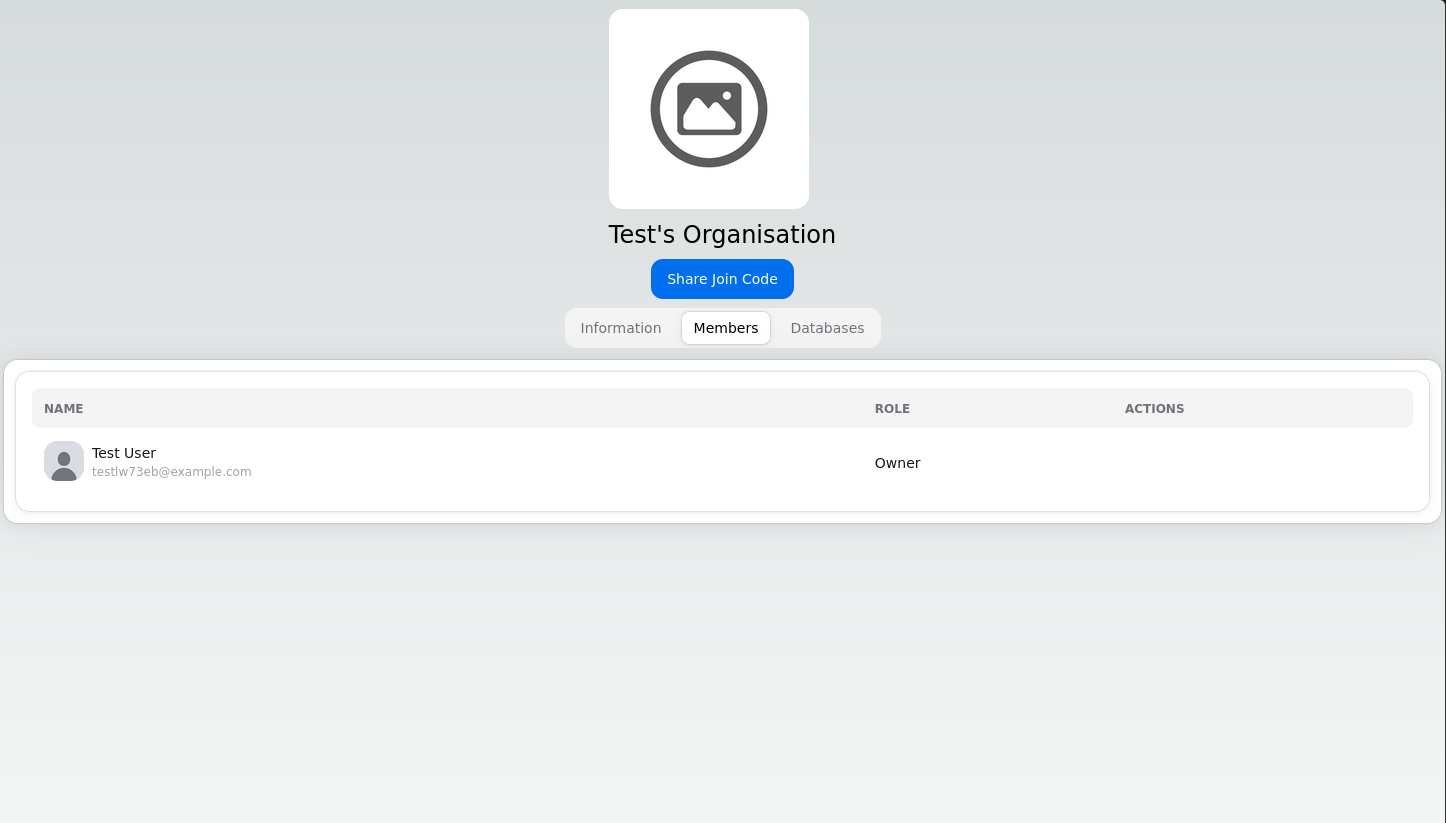 Test's Organisation
Share Join Code
Information Members Databases
NAME ROLE ACTIONS
Test User
testlw73eb@example.com
Owner